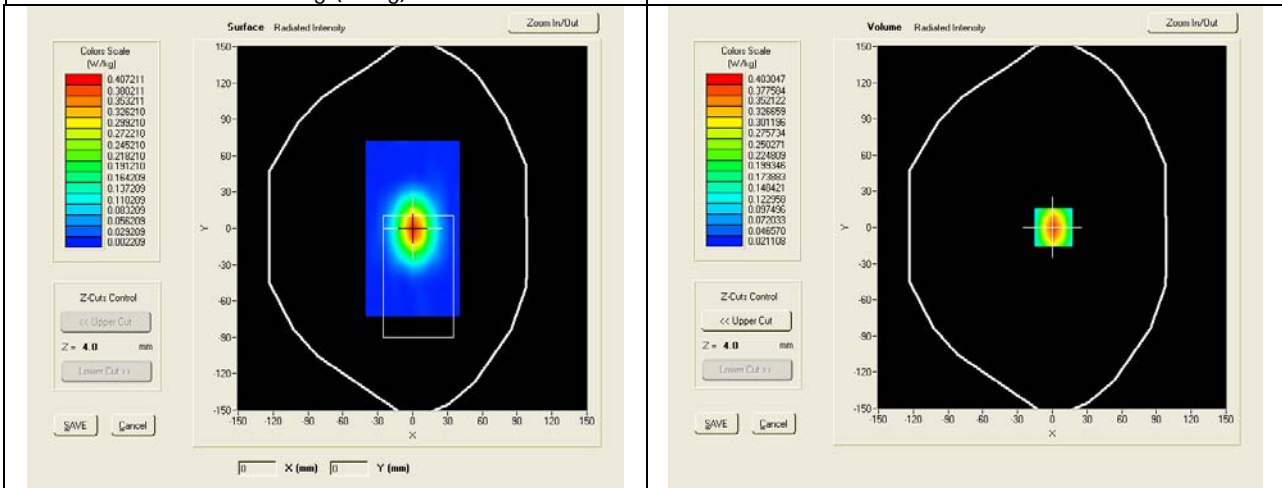 Surface Radiated Intensity
Zoom In/Out
Colors Scale
(W/kg)
0.407211
0.380211
0.353211
0.326210
0.299210
0.272210
0.245210
0.218210
0.191210
0.164209
0.137209
0.110209
0.083209
0.056209
0.029209
0.002209
Z-Cuts Control
<< Upper Cut
Z = 4.0 mm
Lower Cut >>
SAVE Cancel
150
120
90
60
30
0
-30
-60
-90
-120
-150
Y
-150 -120 -90 -60 -30 0 30 60 90 120 150
X
0 X (mm) 0 Y (mm)
Volume Radiated Intensity
Zoom In/Out
Colors Scale
(W/kg)
0.403047
0.377584
0.352122
0.326659
0.301196
0.275734
0.250271
0.224809
0.199346
0.173883
0.148421
0.122958
0.097496
0.072033
0.046570
0.021108
Z-Cuts Control
<< Upper Cut
Z = 4.0 mm
Lower Cut >>
SAVE Cancel
150
120
90
60
30
0
-30
-60
-90
-120
-150
Y
-150 -120 -90 -60 -30 0 30 60 90 120 150
X